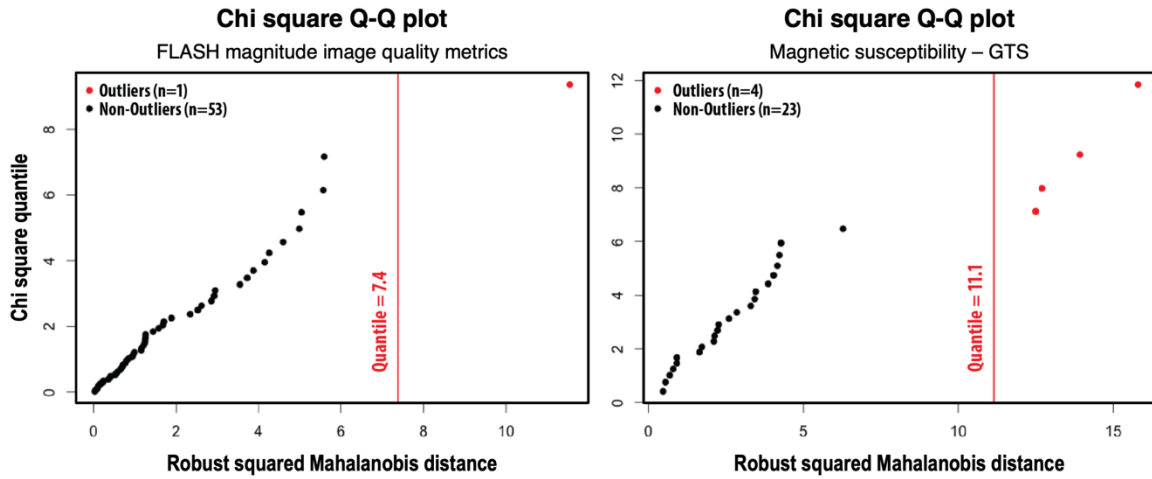 Chi square Q-Q plot
FLASH magnitude image quality metrics
Outliers (n=1)
Non-Outliers (n=53)
Quantile = 7.4
Chi square quantile
0
2
4
6
8
0
2
4
6
8
10
Robust squared Mahalanobis distance
Chi square Q-Q plot
Magnetic susceptibility – GTS
Outliers (n=4)
Non-Outliers (n=23)
Quantile = 11.1
0
2
4
6
8
10
12
0
5
10
15
Robust squared Mahalanobis distance